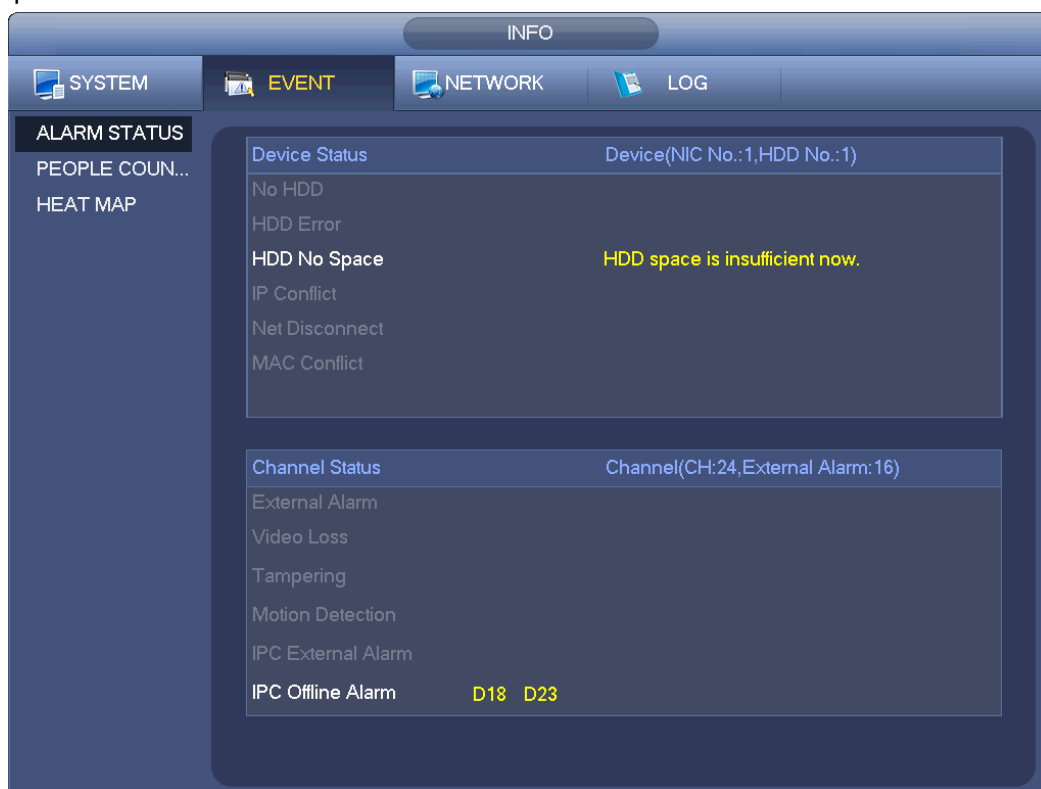 INFO
SYSTEM EVENT NETWORK LOG
ALARM STATUS
PEOPLE COUN...
HEAT MAP
Device Status Device(NIC No.:1,HDD No.:1)
No HDD
HDD Error
HDD No Space HDD space is insufficient now.
IP Conflict
Net Disconnect
MAC Conflict
Channel Status Channel(CH:24,External Alarm:16)
External Alarm
Video Loss
Tampering
Motion Detection
IPC External Alarm
IPC Offline Alarm D18 D23